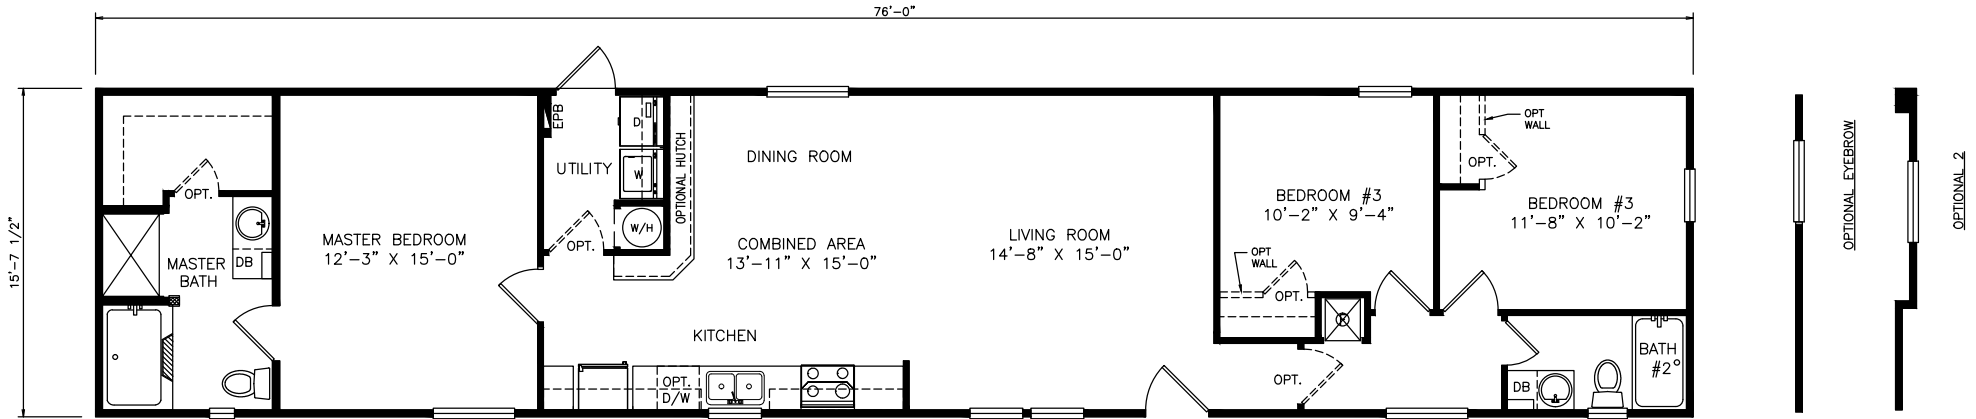 76'-0"
15'-7 1/2"
OPT.
MASTER
BATH
DB
MASTER BEDROOM
12'-3" X 15'-0"
EPB
UTILITY
D
W
W/H
OPT.
OPTIONAL HUTCH
DINING ROOM
COMBINED AREA
13'-11" X 15'-0"
KITCHEN
OPT.
D/W
LIVING ROOM
14'-8" X 15'-0"
BEDROOM #3
10'-2" X 9'-4"
OPT
WALL
OPT.
OPT.
OPT
WALL
OPT.
BEDROOM #3
11'-8" X 10'-2"
DB
BATH
#2
OPTIONAL EYEBROW
OPTIONAL 2